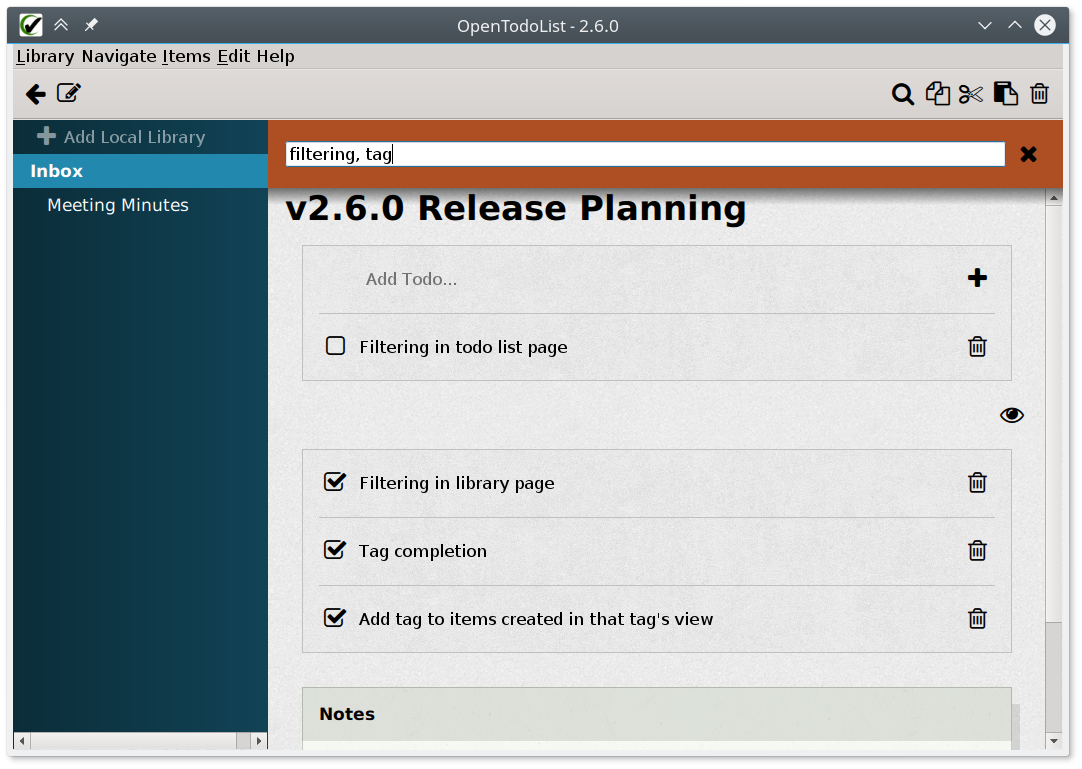 OpenTodoList - 2.6.0
Library Navigate Items Edit Help
Add Local Library
Inbox
Meeting Minutes
filtering, tag
v2.6.0 Release Planning
Add Todo...
Filtering in todo list page
Filtering in library page
Tag completion
Add tag to items created in that tag's view
Notes